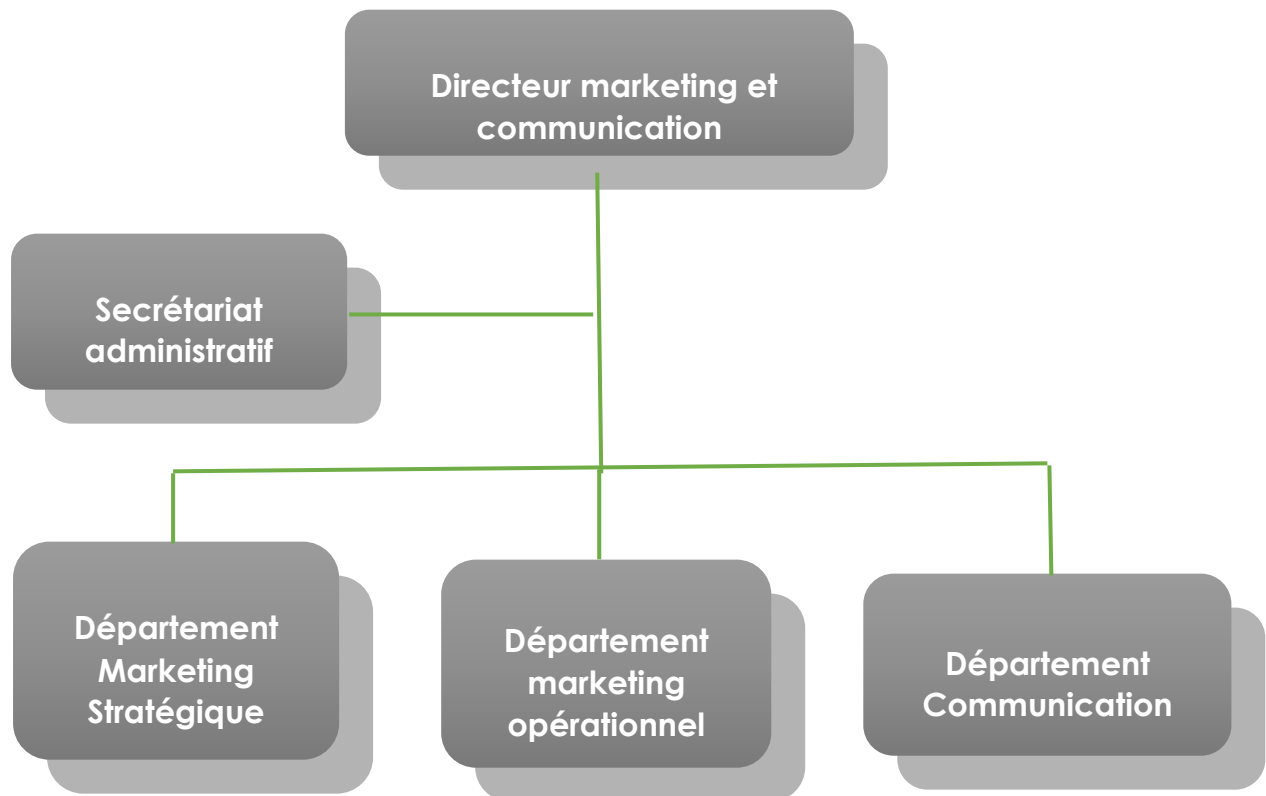 Directeur marketing et
communication
Secrétariat
administratif
Département
Marketing
Stratégique
Département
marketing
opérationnel
Département
Communication